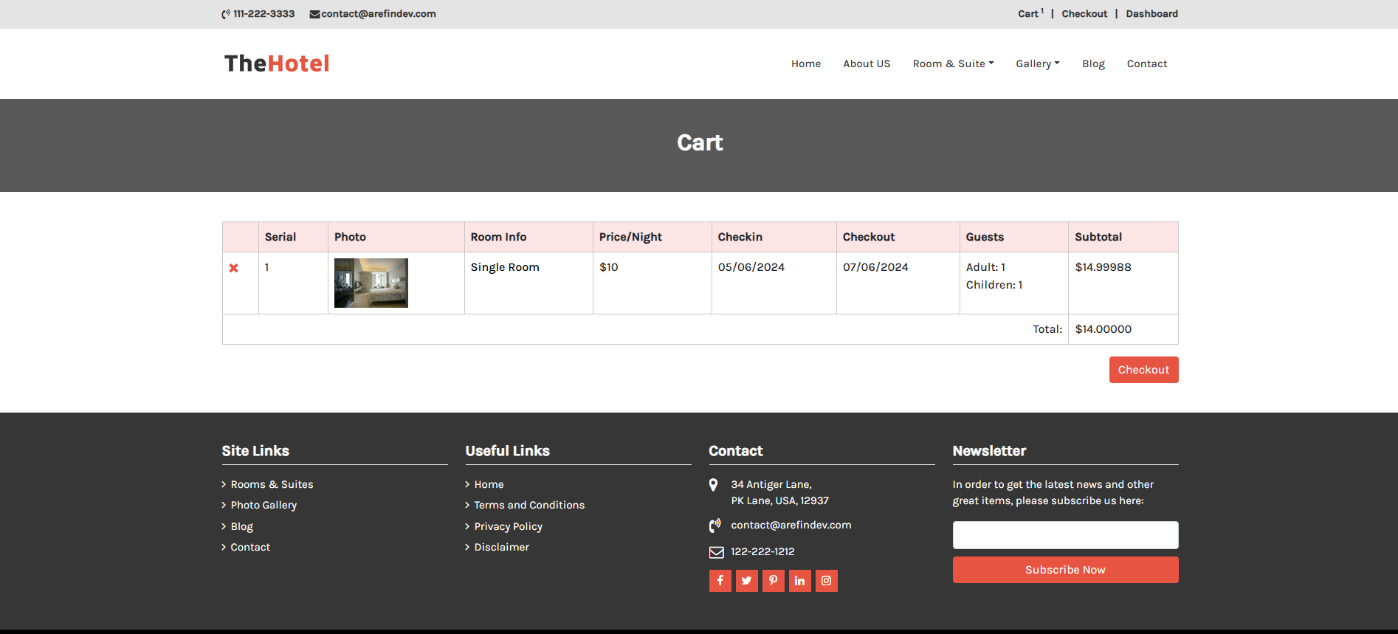 111-222-3333 contact@arefindev.com Cart 1 | Checkout | Dashboard
TheHotel Home About US Room & Suite Gallery Blog Contact
Cart
Serial Photo Room Info Price/Night Checkin Checkout Guests Subtotal
1 Single Room $10 05/06/2024 07/06/2024 Adult: 1 $14.99988
Children: 1
Total: $14.00000
Checkout
Site Links Useful Links Contact Newsletter
Rooms & Suites Home 34 Antiger Lane, In order to get the latest news and other
Photo Gallery Terms and Conditions PK Lane, USA, 12937 great items, please subscribe us here:
Blog Privacy Policy contact@arefindev.com
Contact Disclaimer 122-222-1212
Subscribe Now